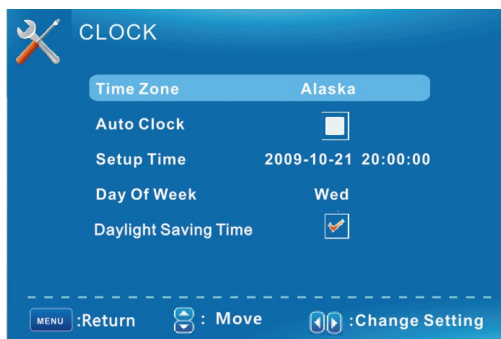 CLOCK
Time Zone Alaska
Auto Clock
Setup Time 2009-10-21 20:00:00
Day Of Week Wed
Daylight Saving Time
MENU :Return : Move :Change Setting